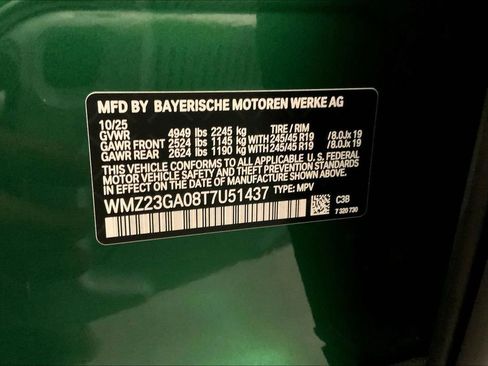 MFD BY BAYERISCHE MOTOREN WERKE AG
10/25 TIRE / RIM
GVWR 4949 lbs 2245 kg
GAWR FRONT 2524 lbs 1145 kg WITH 245/45 R19 /8.0Jx 19
GAWR REAR 2624 lbs 1190 kg WITH 245/45 R19 /8.0Jx 19
THIS VEHICLE CONFORMS TO ALL APPLICABLE U.S. FEDERAL
MOTOR VEHICLE SAFETY AND THEFT PREVENTION STANDARDS
IN EFFECT ON THE DATE OF MANUFACTURE SHOWN ABOVE.
WMZ23GA08T7U51437 TYPE: MPV
C3B
7 320 730